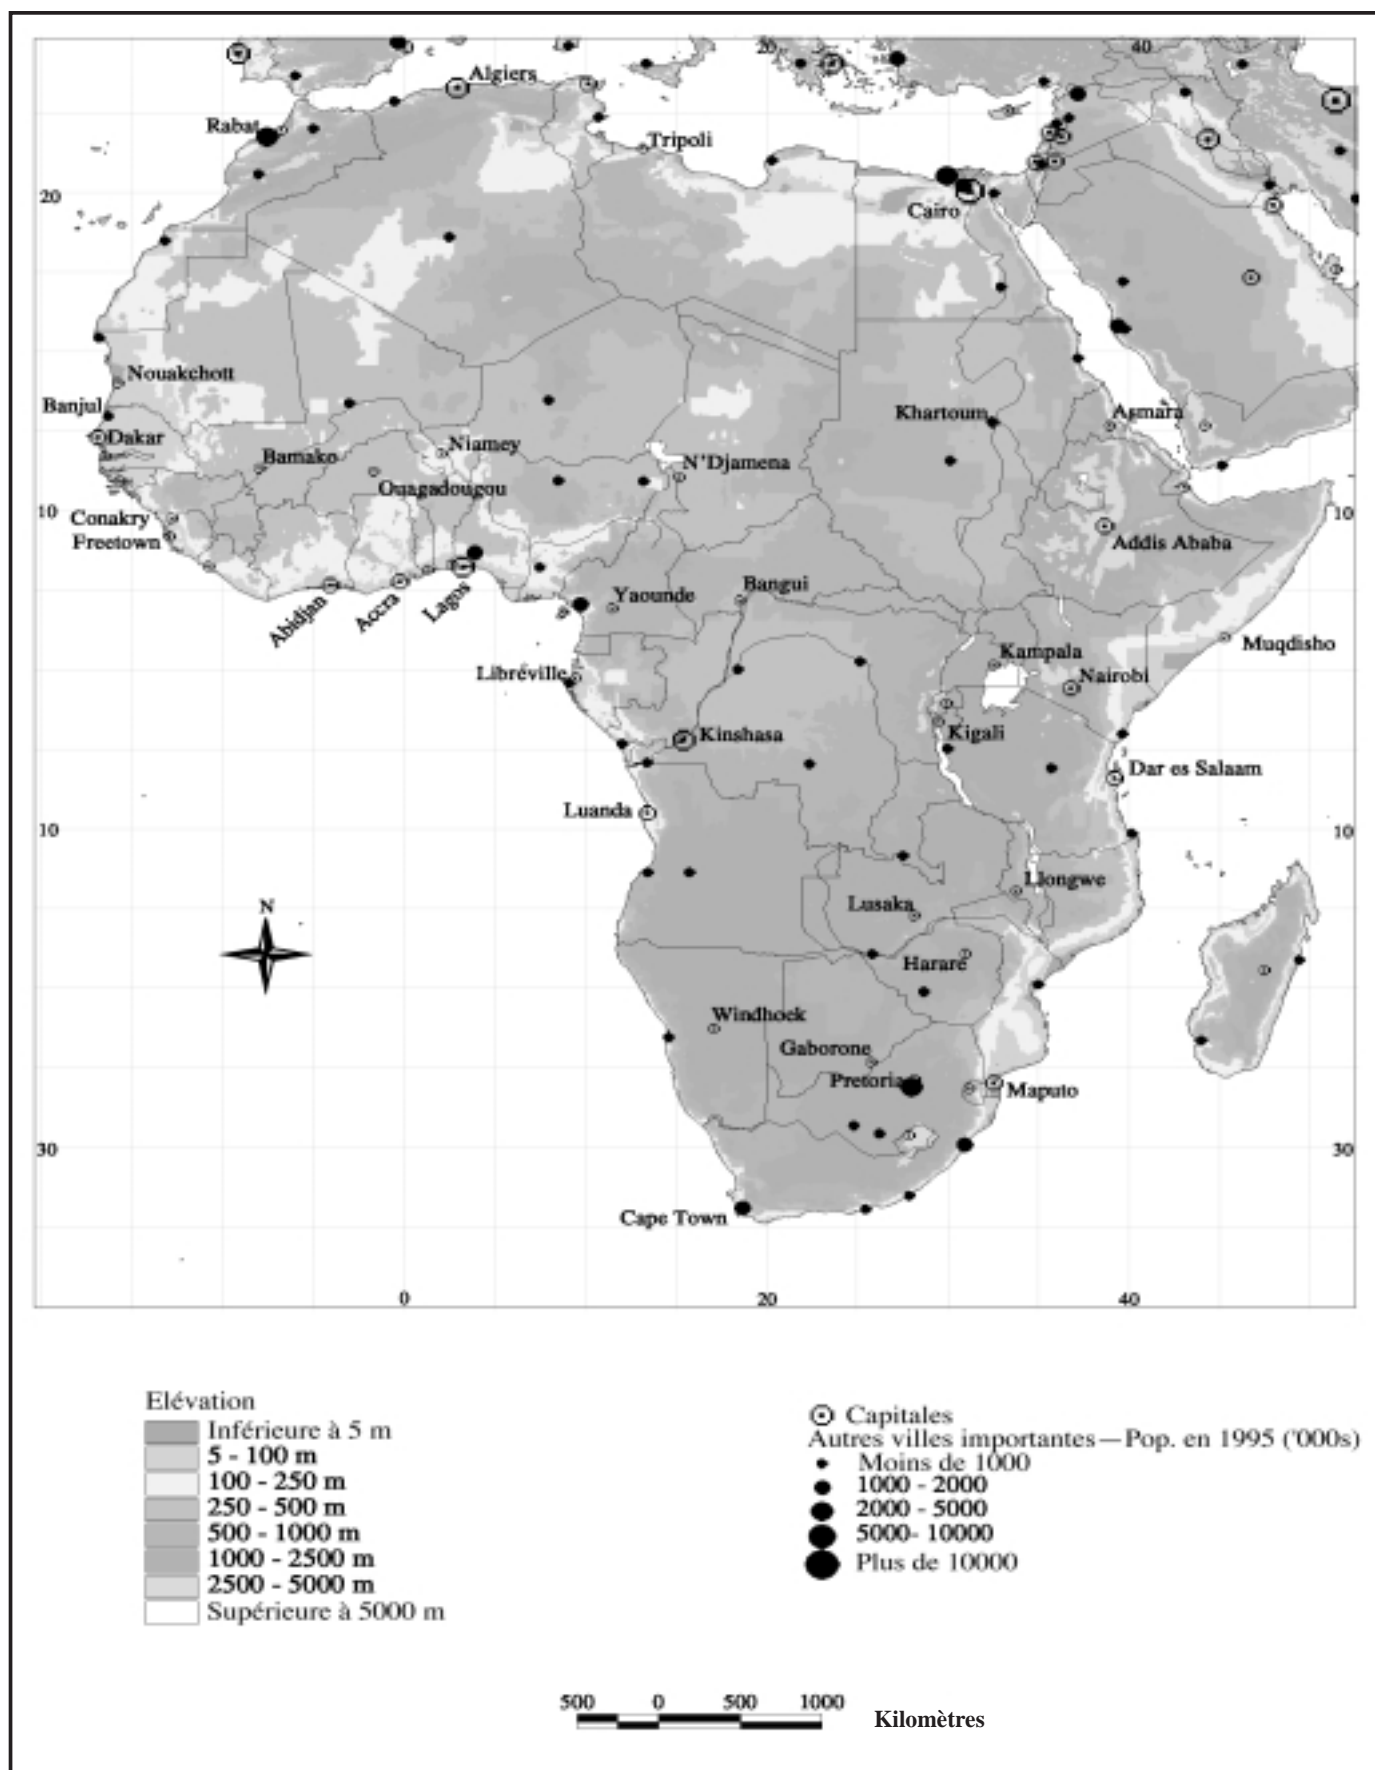 20
40
Algiers
Rabat
Tripoli
20
Cairo
Nouakchott
Banjul
Khartoum
Asmara
Dakar
Niamey
Bamako
N'Djamena
Ouagadougou
10
10
Conakry
Freetown
Addis Ababa
Abidjan
Accra
Lagos
Yaounde
Bangui
Muqdisho
Kampala
Libréville
Nairobi
Kinshasa
Kigali
Dar es Salaam
Luanda
10
10
Llongwe
N
Lusaka
Harare
Windhoek
Gaborone
Pretoria
Maputo
30
30
Cape Town
0
20
40
Elévation
Inférieure à 5 m
5 - 100 m
100 - 250 m
250 - 500 m
500 - 1000 m
1000 - 2500 m
2500 - 5000 m
Supérieure à 5000 m
Capitales
Autres villes importantes—Pop. en 1995 ('000s)
Moins de 1000
1000 - 2000
2000 - 5000
5000- 10000
Plus de 10000
500 0 500 1000
Kilomètres